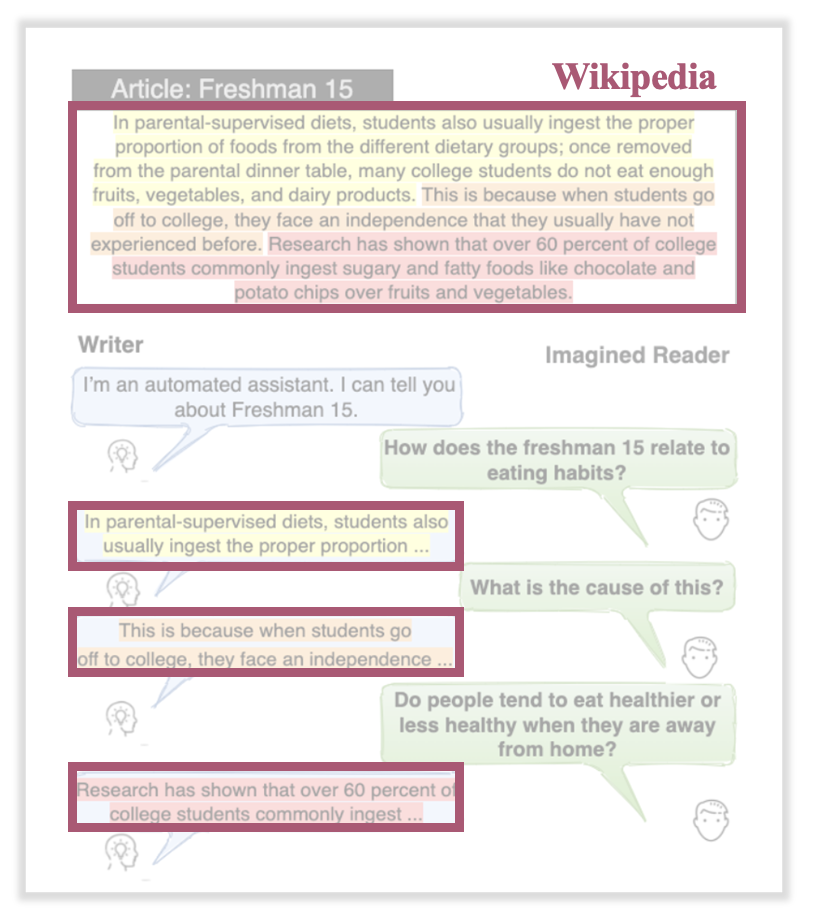 Wikipedia
Article: Freshman 15
In parental-supervised diets, students also usually ingest the proper
proportion of foods from the different dietary groups; once removed
from the parental dinner table, many college students do not eat enough
fruits, vegetables, and dairy products. This is because when students go
off to college, they face an independence that they usually have not
experienced before. Research has shown that over 60 percent of college
students commonly ingest sugary and fatty foods like chocolate and
potato chips over fruits and vegetables.
Writer
Imagined Reader
I'm an automated assistant. I can tell you
about Freshman 15.
How does the freshman 15 relate to
eating habits?
In parental-supervised diets, students also
usually ingest the proper proportion ...
What is the cause of this?
This is because when students go
off to college, they face an independence ...
Do people tend to eat healthier or
less healthy when they are away
from home?
Research has shown that over 60 percent of
college students commonly ingest ...